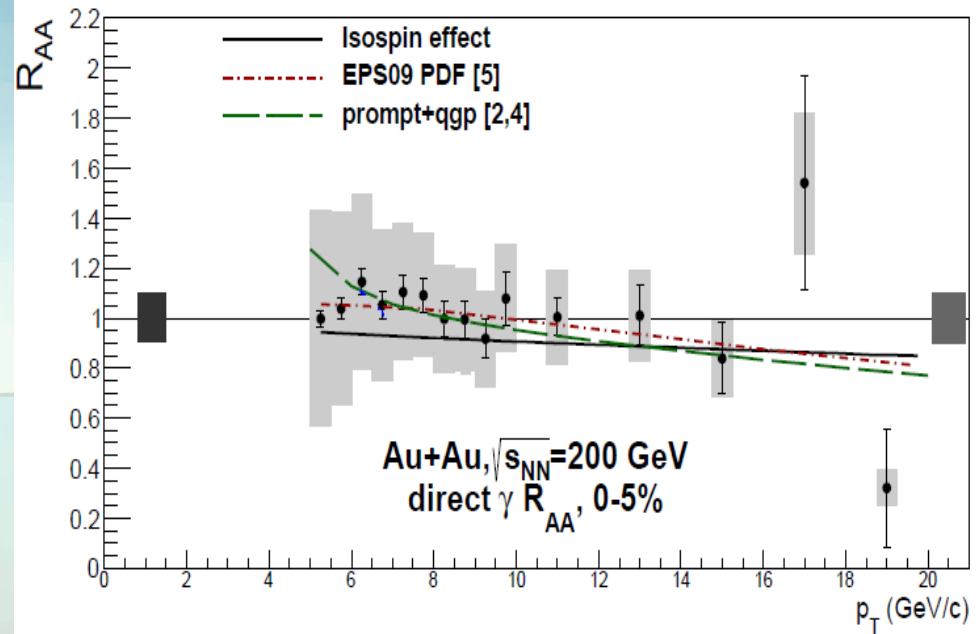 R_AA
2.2
2
1.8
1.6
1.4
1.2
1
0.8
0.6
0.4
0.2
0
Isospin effect
EPS09 PDF [5]
prompt+qgp [2,4]
Au+Au,√s_NN=200 GeV
direct γ R_AA, 0-5%
0 2 4 6 8 10 12 14 16 18 20
p_T (GeV/c)